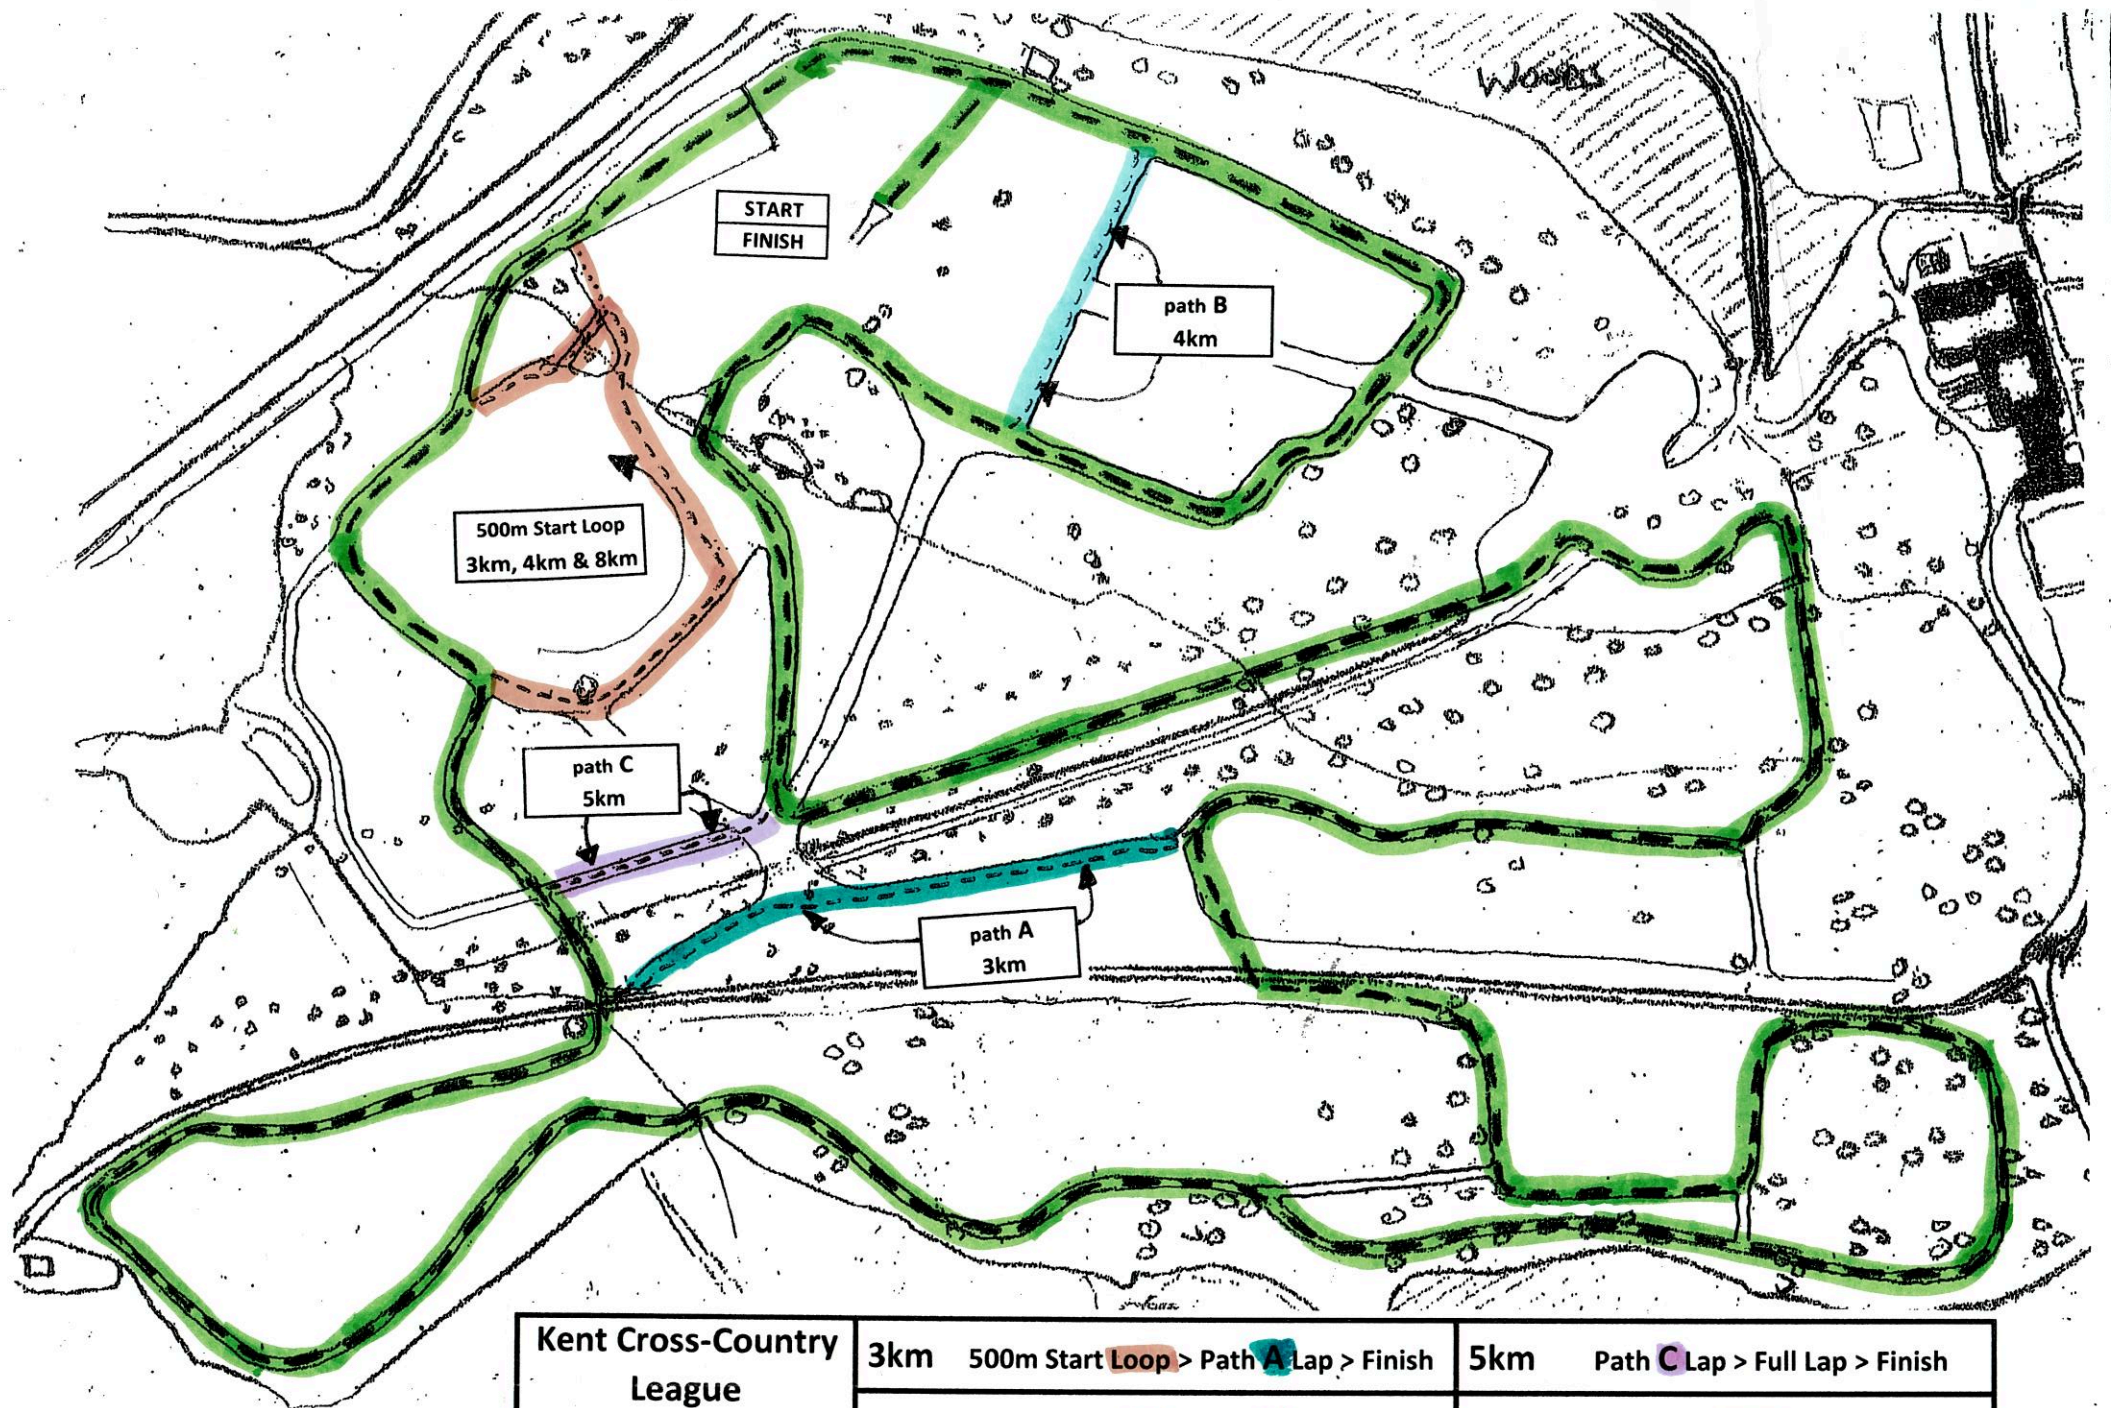 Woods
START
FINISH
path B
4km
500m Start Loop
3km, 4km & 8km
path C
5km
path A
3km
Kent Cross-Country
League
3km 500m Start Loop > Path A Lap > Finish
5km Path C Lap > Full Lap > Finish